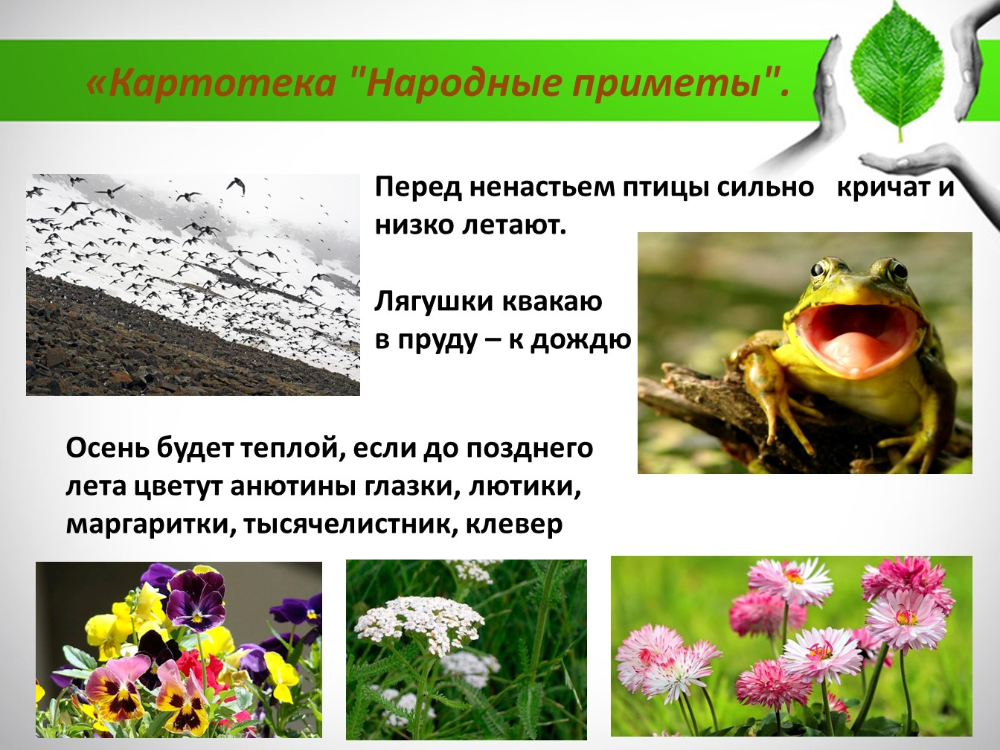 «Картотека "Народные приметы".
Перед ненастьем птицы сильно кричат и
низко летают.
Лягушки квакаю
в пруду – к дождю
Осень будет теплой, если до позднего
лета цветут анютины глазки, лютики,
маргаритки, тысячелистник, клевер